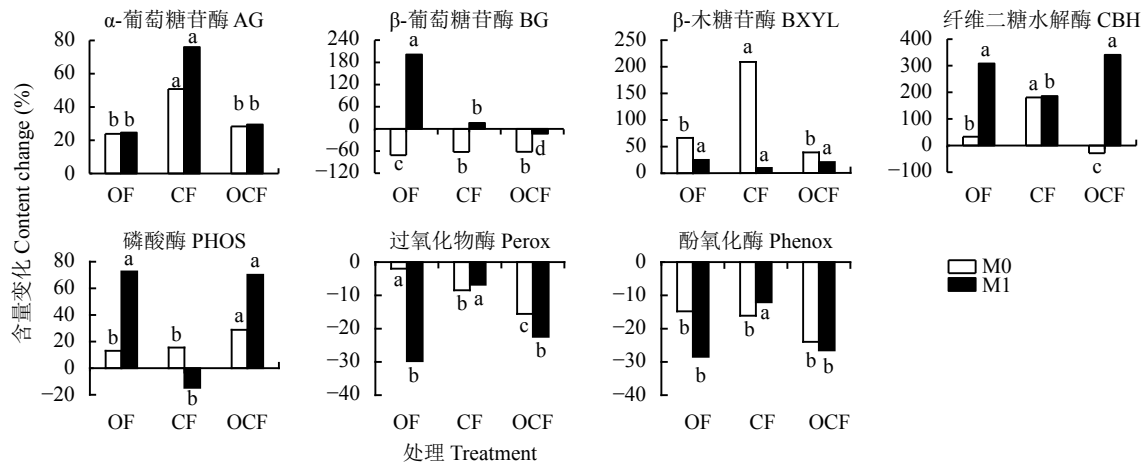 α-葡萄糖苷酶 AG
80
60
40
20
0
b b
a
a
b b
OF CF OCF
β-葡萄糖苷酶 BG
240
180
120
60
0
−60
−120
c
a
b
b
b
d
OF CF OCF
β-木糖苷酶 BXYL
250
200
150
100
50
0
b
a
a
a
b
a
OF CF OCF
纤维二糖水解酶 CBH
400
300
200
100
0
−100
b
a
a b
c
a
OF CF OCF
含量变化 Content change (%)
磷酸酶 PHOS
80
60
40
20
0
−20
b
a
b
b
a
a
OF CF OCF
过氧化物酶 Perox
0
−10
−20
−30
−40
a
b
b
a
c
b
OF CF OCF
酚氧化酶 Phenox
0
−10
−20
−30
−40
b
b
b
a
b
b
OF CF OCF
M0
M1
处理 Treatment